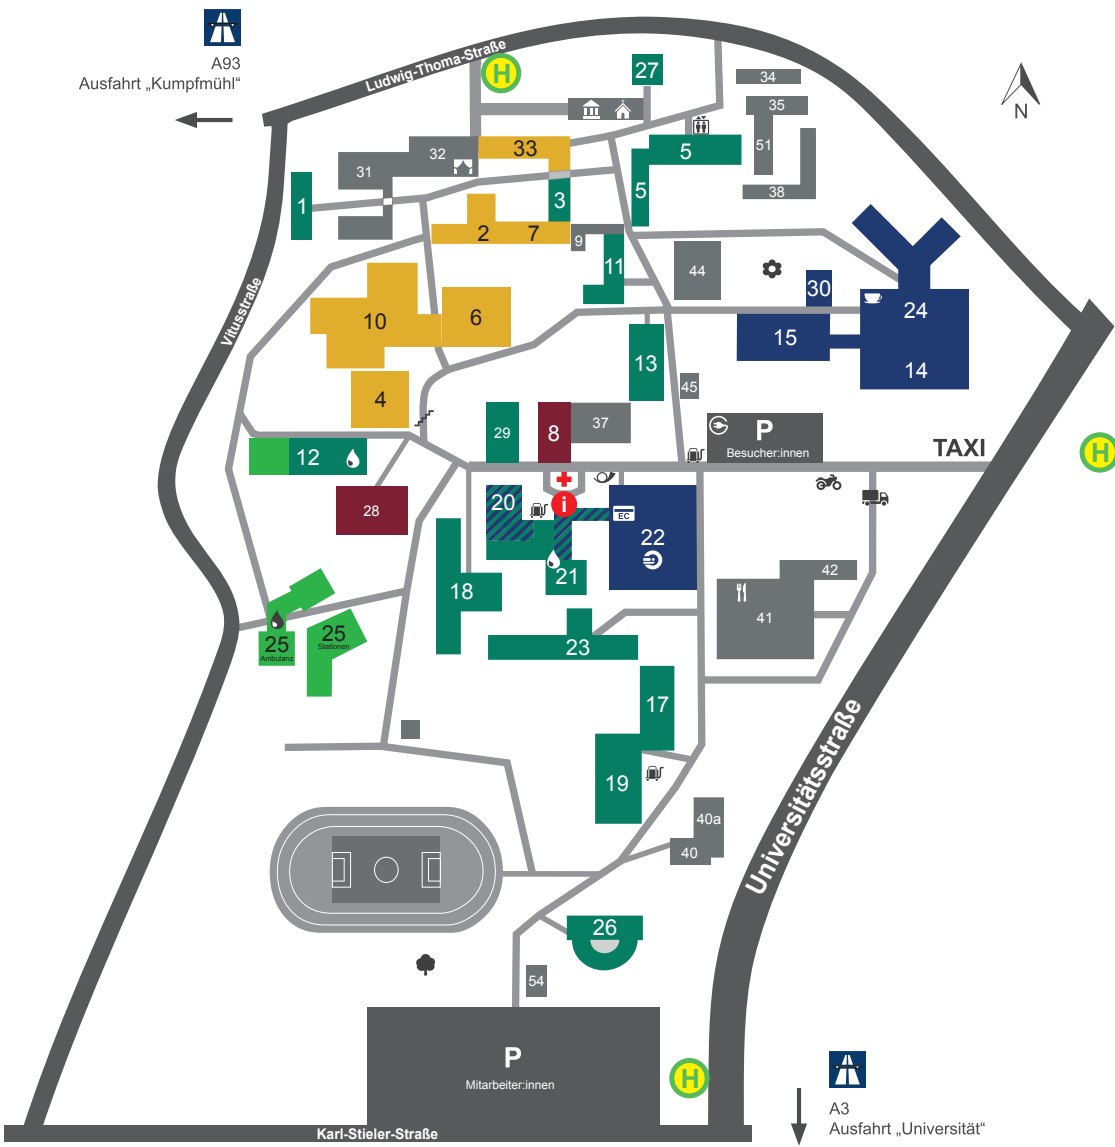 A93
Ausfahrt „Kumpfmühl“
Ludwig-Thoma-Straße
H
27
34
35
N
33
32
31
5
51
5
38
1
3
2
7
9
11
44
30
24
Vitusstraße
10
6
15
14
13
4
45
29
8
37
P
Besucher:innen
TAXI
H
12
28
20
i
EC
22
21
18
42
41
25
Ambulanz
25
Stationen
23
17
19
40a
40
Universitätsstraße
26
54
P
Mitarbeiter:innen
H
A3
Ausfahrt „Universität“
Karl-Stieler-Straße